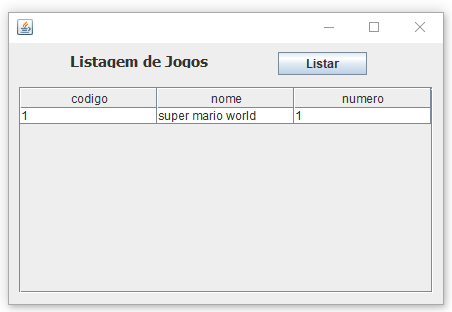 Listagem de Jogos
Listar
codigo nome numero
1 super mario world 1